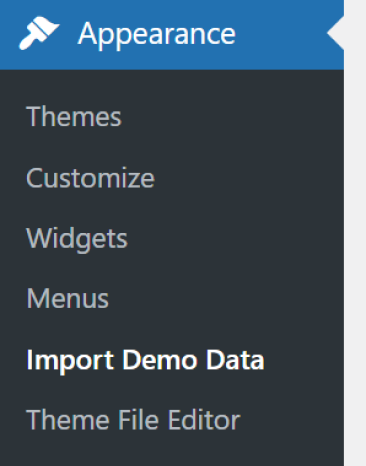 Appearance
Themes
Customize
Widgets
Menus
Import Demo Data
Theme File Editor